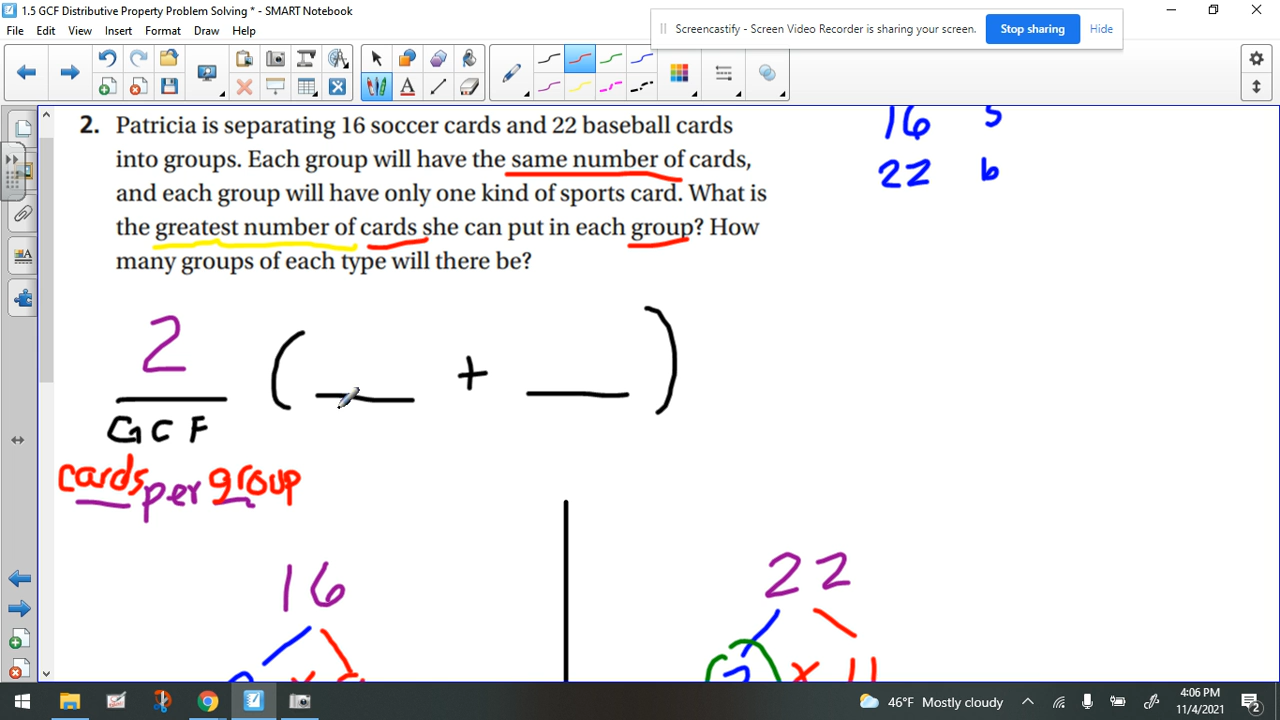 1.5 GCF Distributive Property Problem Solving * - SMART Notebook
Screencastify - Screen Video Recorder is sharing your screen.
Stop sharing
Hide
File Edit View Insert Format Tools Draw Help
2. Patricia is separating 16 soccer cards and 22 baseball cards
into groups. Each group will have the same number of cards,
and each group will have only one kind of sports card. What is
the greatest number of cards she can put in each group? How
many groups of each type will there be?
16 s
22 b
2 ( __ + __ )
GCF
cards per group
16
22
2 x 11
46°F Mostly cloudy
4:06 PM
11/4/2021
2